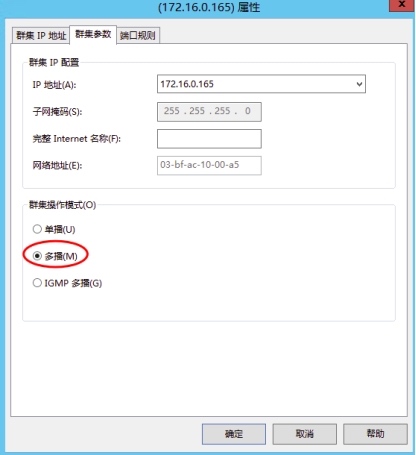 (172.16.0.165) 属性
x
群集 IP 地址 群集参数 端口规则
群集 IP 配置
IP 地址(A): 172.16.0.165
子网掩码(S): 255 . 255 . 255 . 0
完整 Internet 名称(F):
网络地址(E): 03-bf-ac-10-00-a5
群集操作模式(O)
单播(U)
多播(M)
IGMP 多播(G)
确定 取消 帮助